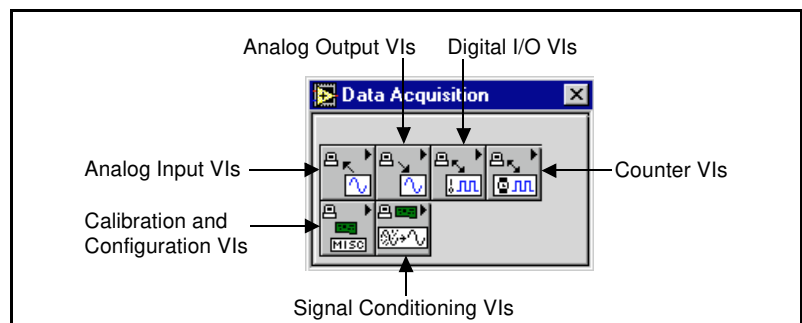 Analog Output VIs
Digital I/O VIs
Data Acquisition
Analog Input VIs
Counter VIs
Calibration and
Configuration VIs
MISC
Signal Conditioning VIs